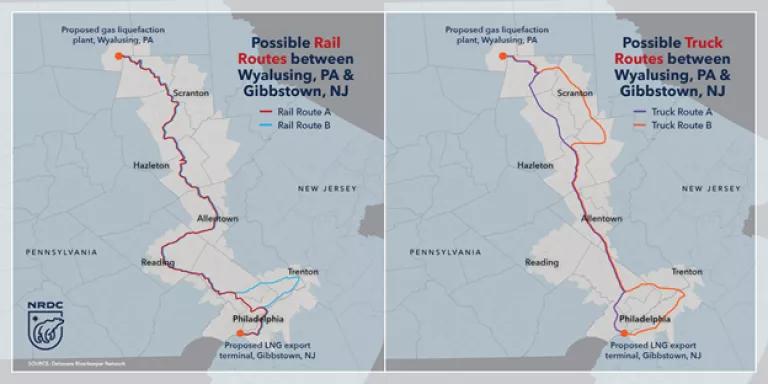 Proposed gas liquefaction
plant, Wyalusing, PA
Possible Rail
Routes between
Wyalusing, PA &
Gibbstown, NJ
Rail Route A
Rail Route B
Scranton
Hazleton
NEW JERSEY
Allentown
PENNSYLVANIA
Reading
Trenton
NRDC
Philadelphia
Proposed LNG export
terminal, Gibbstown, NJ
SOURCE: Delaware Riverkeeper Network
Proposed gas liquefaction
plant, Wyalusing, PA
Possible Truck
Routes between
Wyalusing, PA &
Gibbstown, NJ
Truck Route A
Truck Route B
Scranton
Hazleton
NEW JERSEY
Allentown
PENNSYLVANIA
Reading
Trenton
Philadelphia
Proposed LNG export
terminal, Gibbstown, NJ